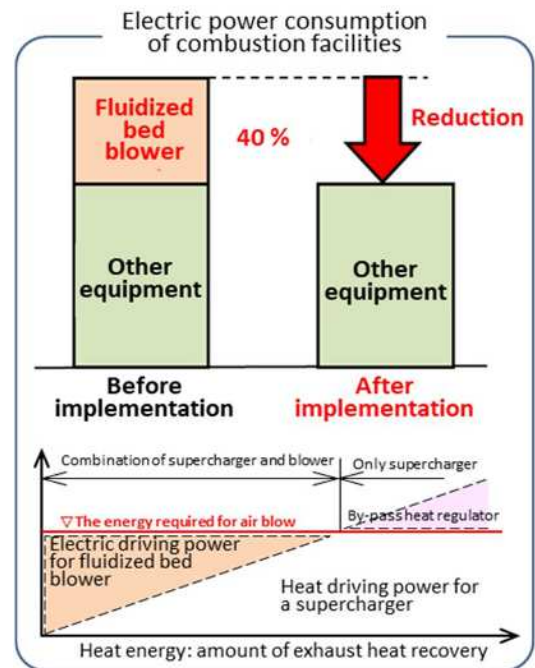 Electric power consumption
of combustion facilities
Fluidized
bed
blower
40 %
Reduction
Other
equipment
Other
equipment
Before
implementation
After
implementation
Combination of supercharger and blower
Only supercharger
▽ The energy required for air blow
By-pass heat regulator
Electric driving power
for fluidized bed
blower
Heat driving power for
a supercharger
Heat energy: amount of exhaust heat recovery